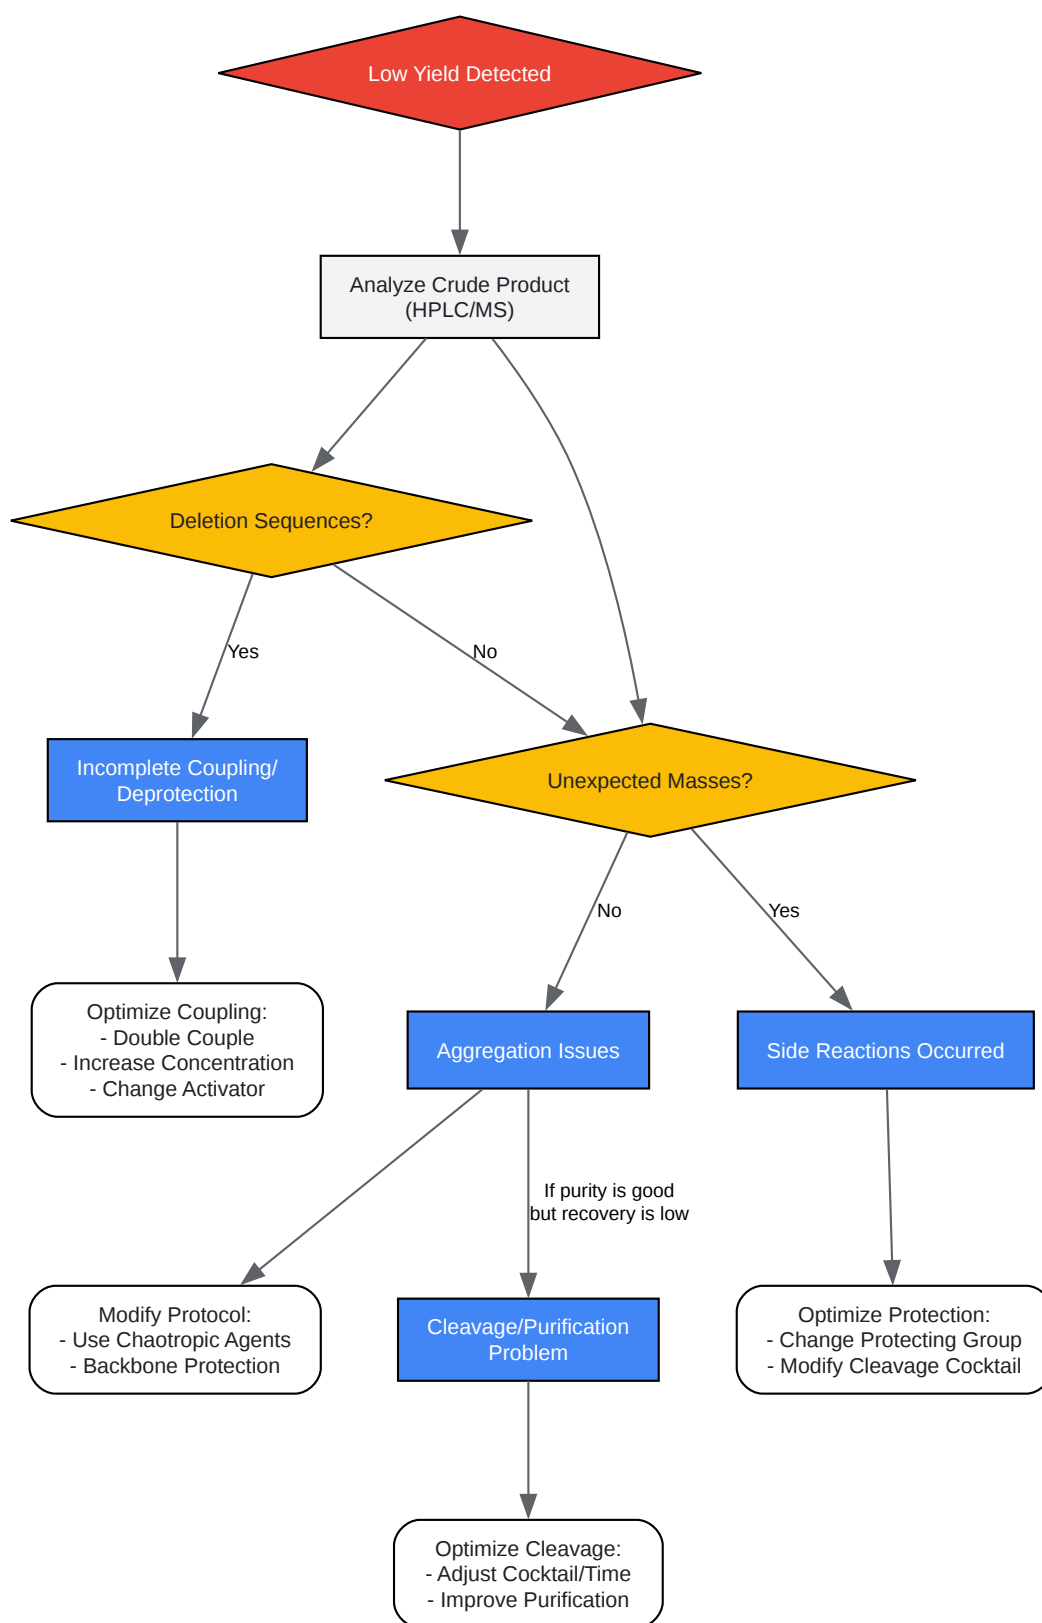 Low Yield Detected
Analyze Crude Product
(HPLC/MS)
Deletion Sequences?
Yes
No
Incomplete Coupling/
Deprotection
Unexpected Masses?
No
Yes
Optimize Coupling:
- Double Couple
- Increase Concentration
- Change Activator
Aggregation Issues
Side Reactions Occurred
If purity is good
but recovery is low
Modify Protocol:
- Use Chaotropic Agents
- Backbone Protection
Cleavage/Purification
Problem
Optimize Protection:
- Change Protecting Group
- Modify Cleavage Cocktail
Optimize Cleavage:
- Adjust Cocktail/Time
- Improve Purification